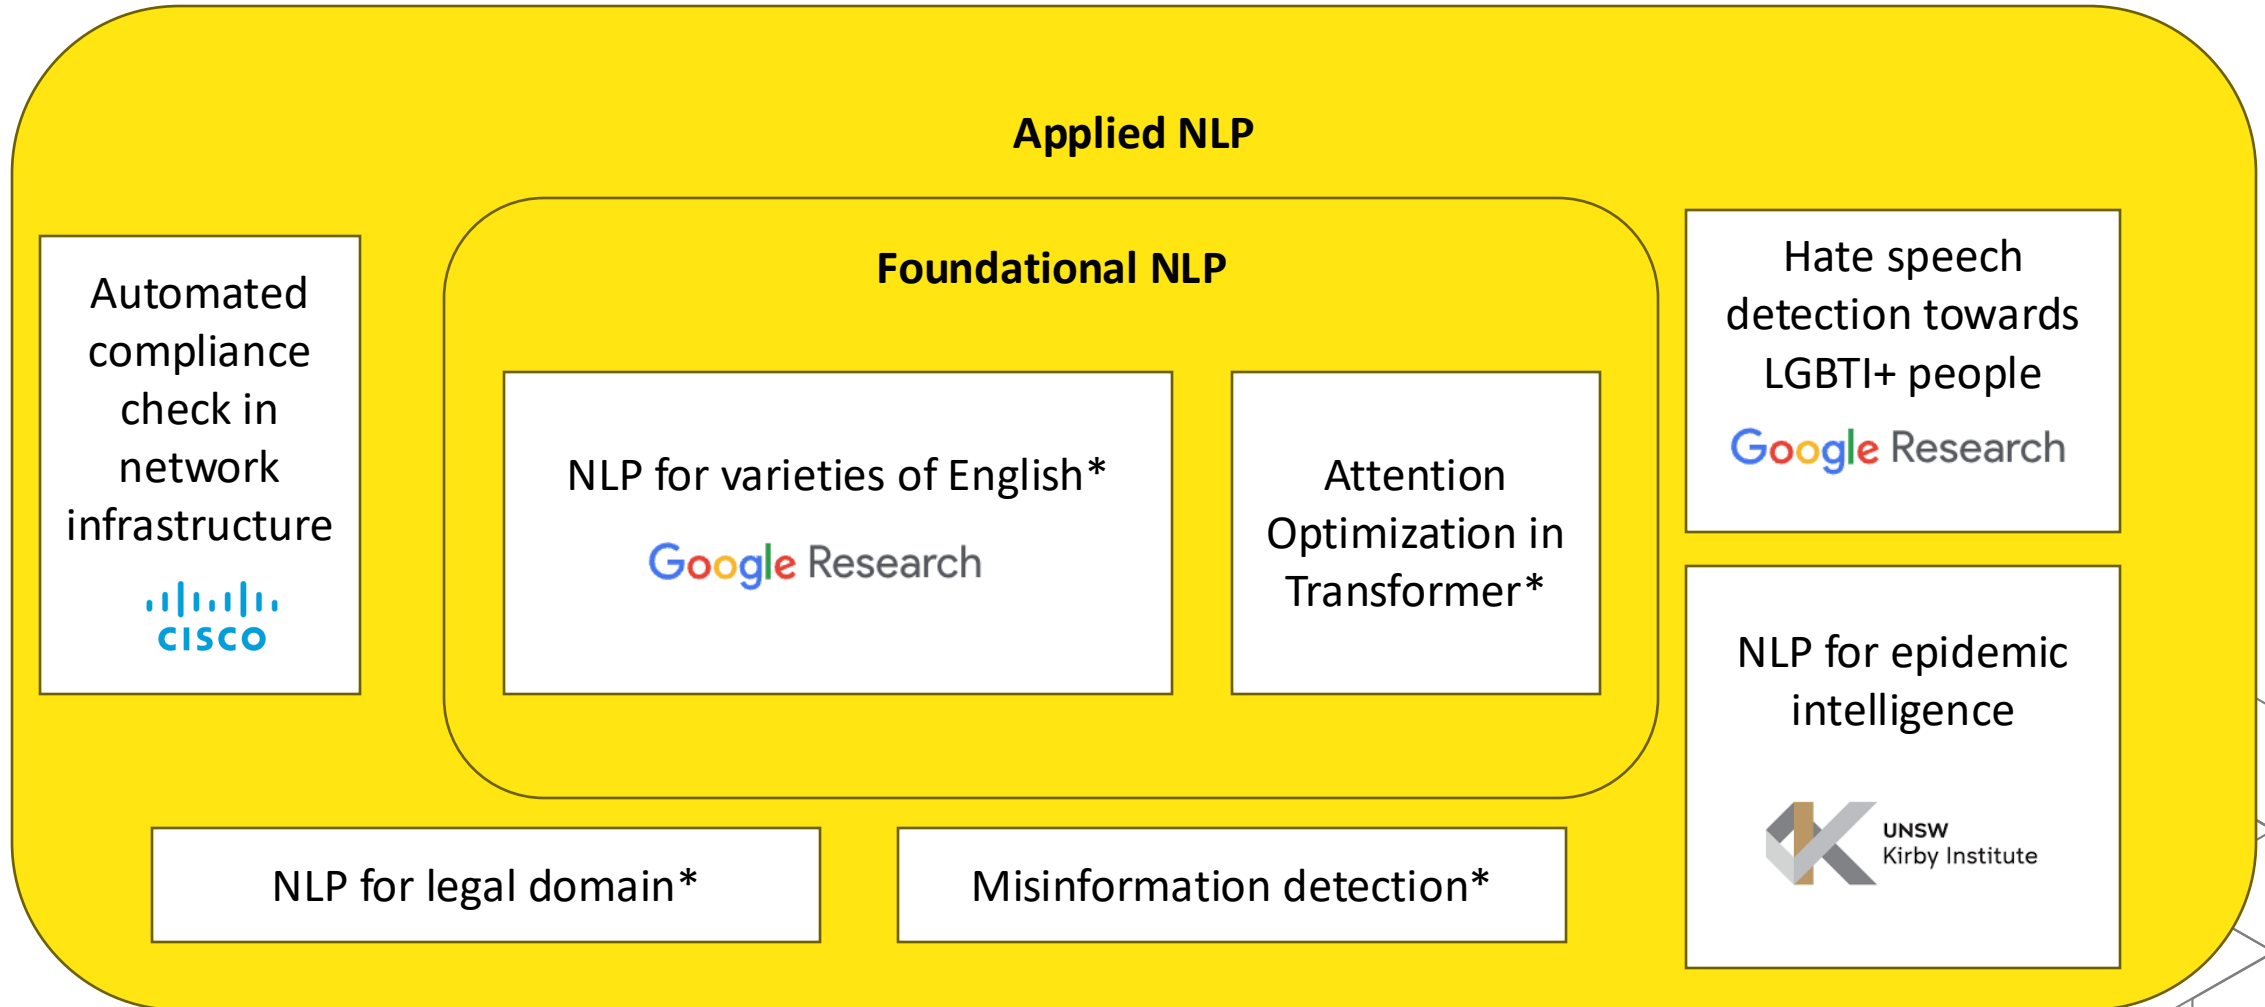 Applied NLP
Foundational NLP
Automated
compliance
check in
network
infrastructure
CISCO
NLP for varieties of English*
Google Research
Attention
Optimization in
Transformer*
Hate speech
detection towards
LGBTI+ people
Google Research
NLP for epidemic
intelligence
UNSW
Kirby Institute
NLP for legal domain*
Misinformation detection*